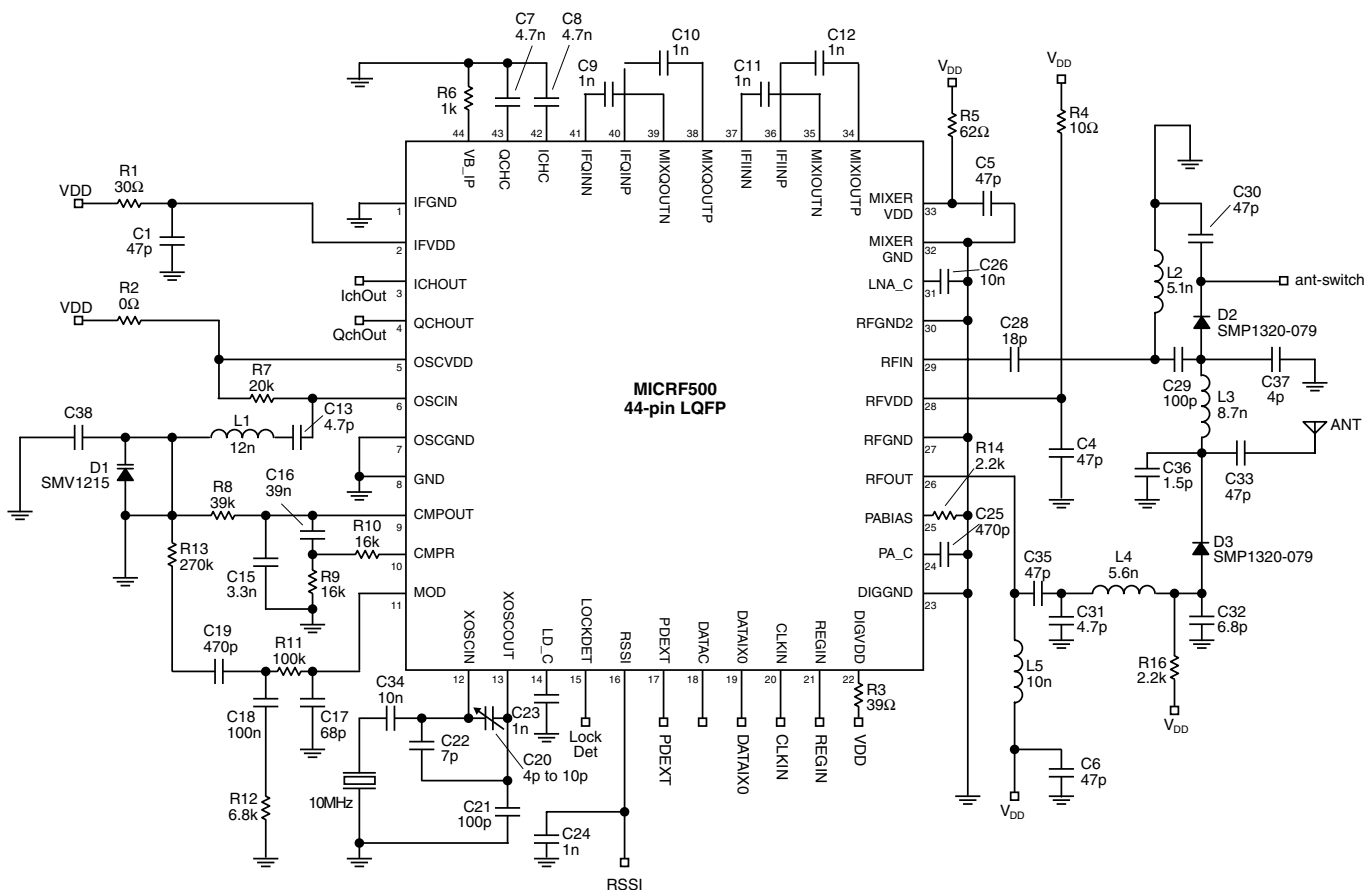 C7
4.7n
C8
4.7n
C10
1n
C12
1n
C9
1n
C11
1n
R6
1k
44
43
42
41
40
39
38
37
36
35
34
VB_IP
QCHC
ICHC
IFQINN
IFQINP
MIXQOUTN
MIXQOUTP
IFIINN
IFIINP
MIXIOUTN
MIXIOUTP
MICRF500
44-pin LQFP
VDD
R1
30Ω
C1
47p
VDD
R2
0Ω
IchOut
QchOut
R7
20k
L1
12n
C13
4.7p
C38
D1
SMV1215
R8
39k
C16
39n
R10
16k
R13
270k
C15
3.3n
R9
16k
C19
470p
R11
100k
C18
100n
C17
68p
R12
6.8k
1
IFGND
2
IFVDD
3
ICHOUT
4
QCHOUT
5
OSCVDD
6
OSCIN
7
OSCGND
8
GND
9
CMPOUT
10
CMPR
11
MOD
MIXER
VDD
33
MIXER
GND
32
LNA_C
31
RFGND2
30
RFIN
29
RFVDD
28
RFGND
27
RFOUT
26
PABIAS
25
PA_C
24
DIGGND
23
XOSCIN
XOSCOUT
LD_C
LOCKDET
RSSI
PDEXT
DATAC
DATAIX0
CLKIN
REGIN
DIGVDD
12
13
14
15
16
17
18
19
20
21
22
C34
10n
C22
7p
C23
1n
C20
4p to 10p
10MHz
C21
100p
C24
1n
Lock
Det
RSSI
PDEXT
DATAIX0
CLKIN
REGIN
R3
39Ω
VDD
VDD
R5
62Ω
C5
47p
VDD
R4
10Ω
C26
10n
C28
18p
R14
2.2k
C25
470p
C4
47p
L2
5.1n
C30
47p
ant-switch
D2
SMP1320-079
C29
100p
C37
4p
L3
8.7n
ANT
C36
1.5p
C33
47p
D3
SMP1320-079
C35
47p
L4
5.6n
C31
4.7p
C32
6.8p
R16
2.2k
VDD
L5
10n
C6
47p
VDD